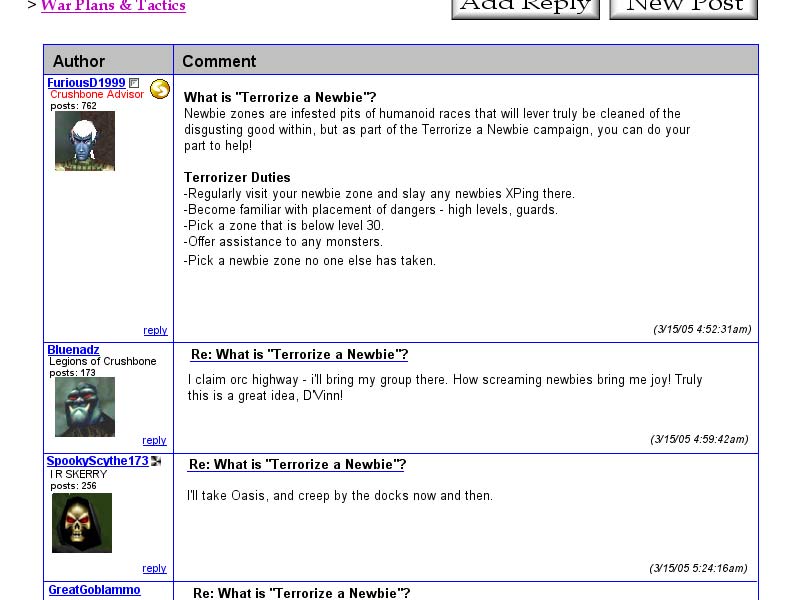 > War Plans & Tactics
Add Reply
New Post
Author
Comment
FuriousD1999
Crushbone Advisor
posts: 762
What is "Terrorize a Newbie"?
Newbie zones are infested pits of humanoid races that will lever truly be cleaned of the
disgusting good within, but as part of the Terrorize a Newbie campaign, you can do your
part to help!
Terrorizer Duties
-Regularly visit your newbie zone and slay any newbies XPing there.
-Become familiar with placement of dangers - high levels, guards.
-Pick a zone that is below level 30.
-Offer assistance to any monsters.
-Pick a newbie zone no one else has taken.
reply
(3/15/05 4:52:31am)
Bluenadz
Legions of Crushbone
posts: 173
Re: What is "Terrorize a Newbie"?
I claim orc highway - i'll bring my group there. How screaming newbies bring me joy! Truly
this is a great idea, D'Vinn!
reply
(3/15/05 4:59:42am)
SpookyScythe173
I R SKERRY
posts: 256
Re: What is "Terrorize a Newbie"?
I'll take Oasis, and creep by the docks now and then.
reply
(3/15/05 5:24:16am)
GreatGoblammo
Re: What is "Terrorize a Newbie"?